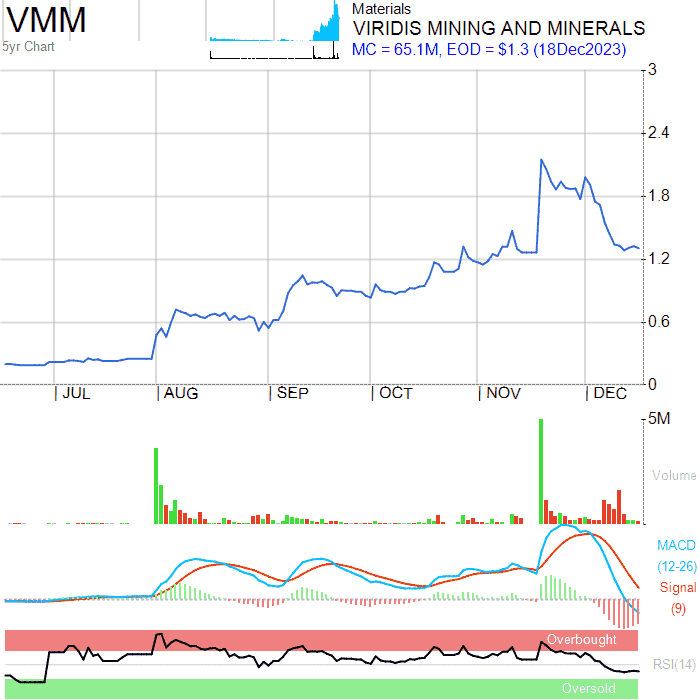 VMM
5yr Chart
Materials
VIRIDIS MINING AND MINERALS
MC = 65.1M, EOD = $1.3 (18Dec2023)
3
2.4
1.8
1.2
0.6
0
JUL AUG SEP OCT NOV DEC
5M
Volume
MACD
(12-26)
Signal
(9)
Overbought
RSI(14)
Oversold